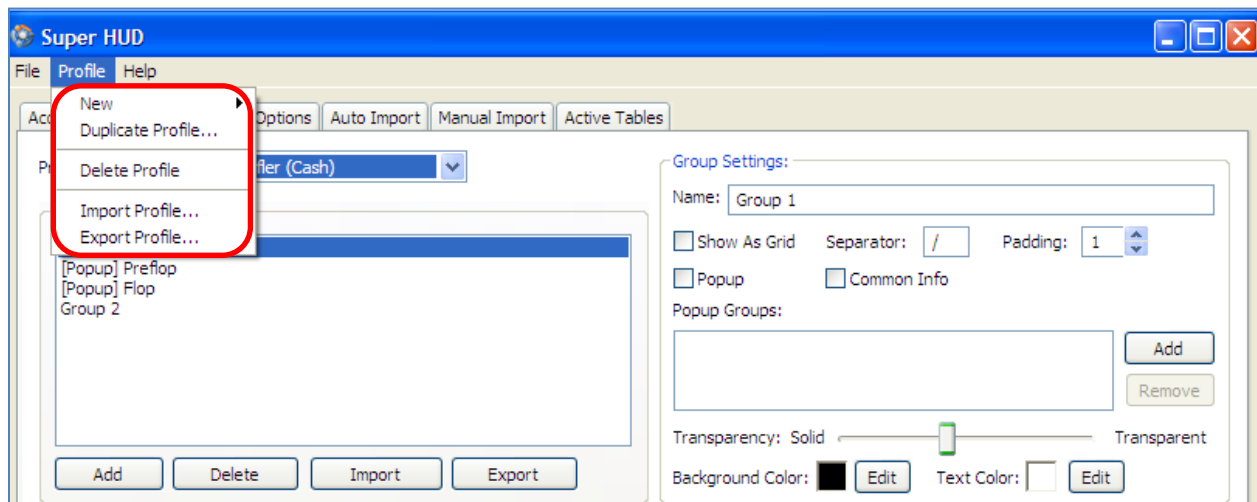 Super HUD
File Profile Help
New
Duplicate Profile...
Delete Profile
Import Profile...
Export Profile...
Options Auto Import Manual Import Active Tables
(Cash)
[Popup] Preflop
[Popup] Flop
Group 2
Add Delete Import Export
Group Settings:
Name: Group 1
Show As Grid Separator: / Padding: 1
Popup Common Info
Popup Groups:
Add
Remove
Transparency: Solid Transparent
Background Color: Edit Text Color: Edit